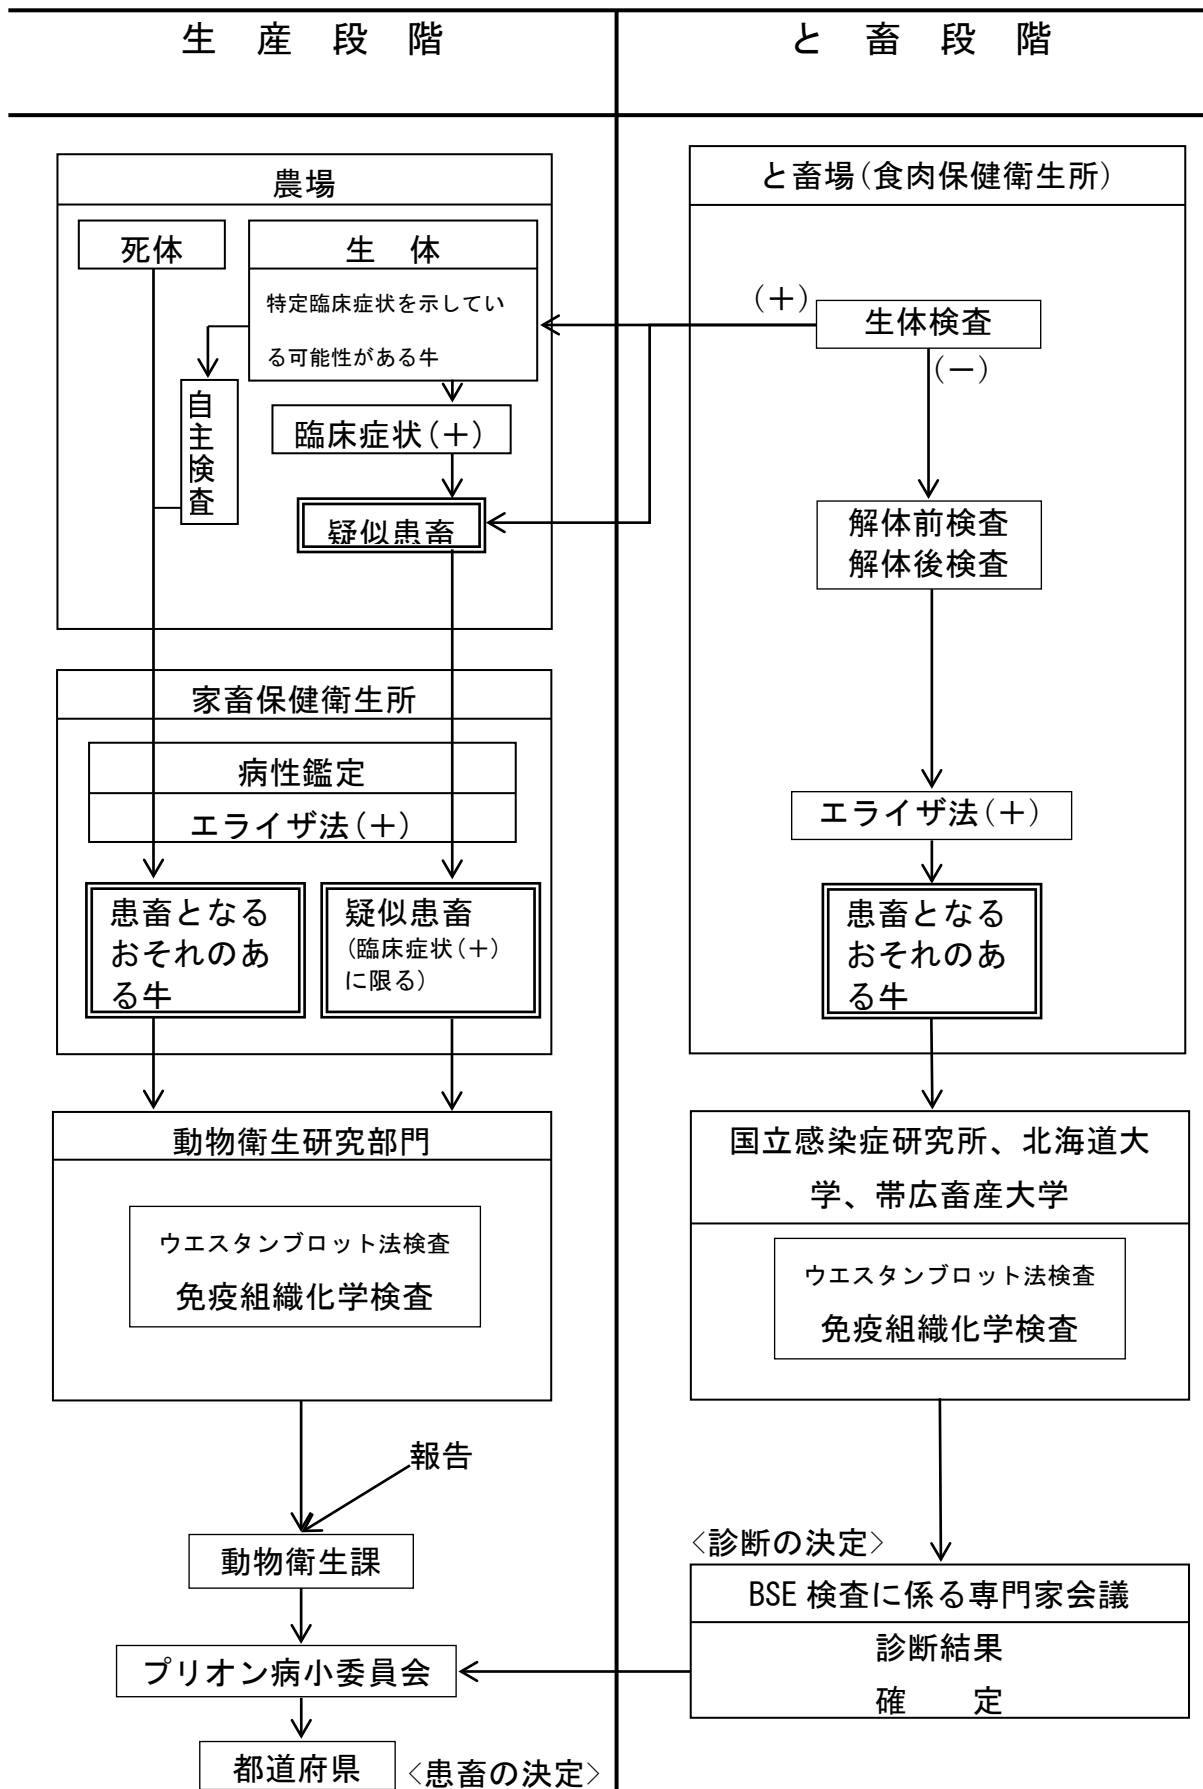 生 産 段 階
と 畜 段 階
農場
死体
生 体
特定臨床症状を示してい
る可能性がある牛
自
主
検
査
臨床症状(＋)
疑似患畜
家畜保健衛生所
病性鑑定
エライザ法(＋)
患畜となる
おそれのあ
る牛
疑似患畜
(臨床症状(＋)
に限る)
動物衛生研究部門
ウエスタンブロット法検査
免疫組織化学検査
報告
動物衛生課
プリオン病小委員会
都道府県
<患畜の決定>
と畜場(食肉保健衛生所)
(＋)
生体検査
(－)
解体前検査
解体後検査
エライザ法(＋)
患畜となる
おそれのあ
る牛
国立感染症研究所、北海道大
学、帯広畜産大学
ウエスタンブロット法検査
免疫組織化学検査
<診断の決定>
BSE 検査に係る専門家会議
診断結果
確 定